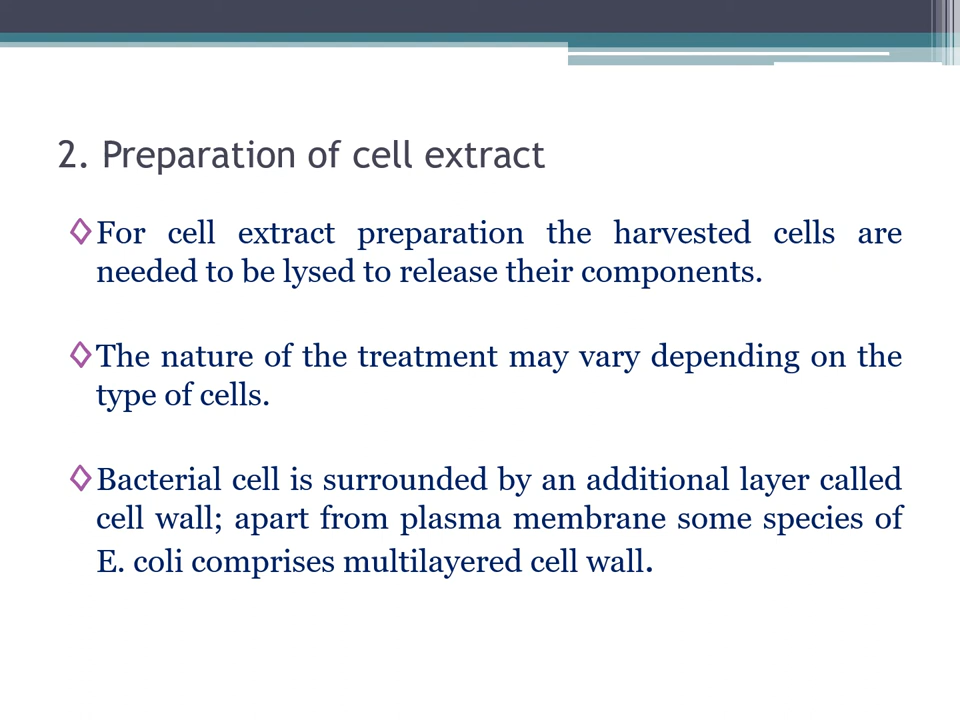 2. Preparation of cell extract
◊For cell extract preparation the harvested cells are
needed to be lysed to release their components.
◊The nature of the treatment may vary depending on the
type of cells.
◊Bacterial cell is surrounded by an additional layer called
cell wall; apart from plasma membrane some species of
E. coli comprises multilayered cell wall.